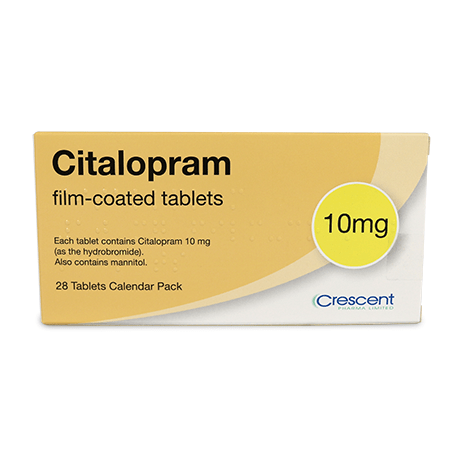 Citalopram
film-coated tablets
10mg
Each tablet contains Citalopram 10 mg
(as the hydrobromide).
Also contains mannitol.
28 Tablets Calendar Pack
Crescent
PHARMA LIMITED